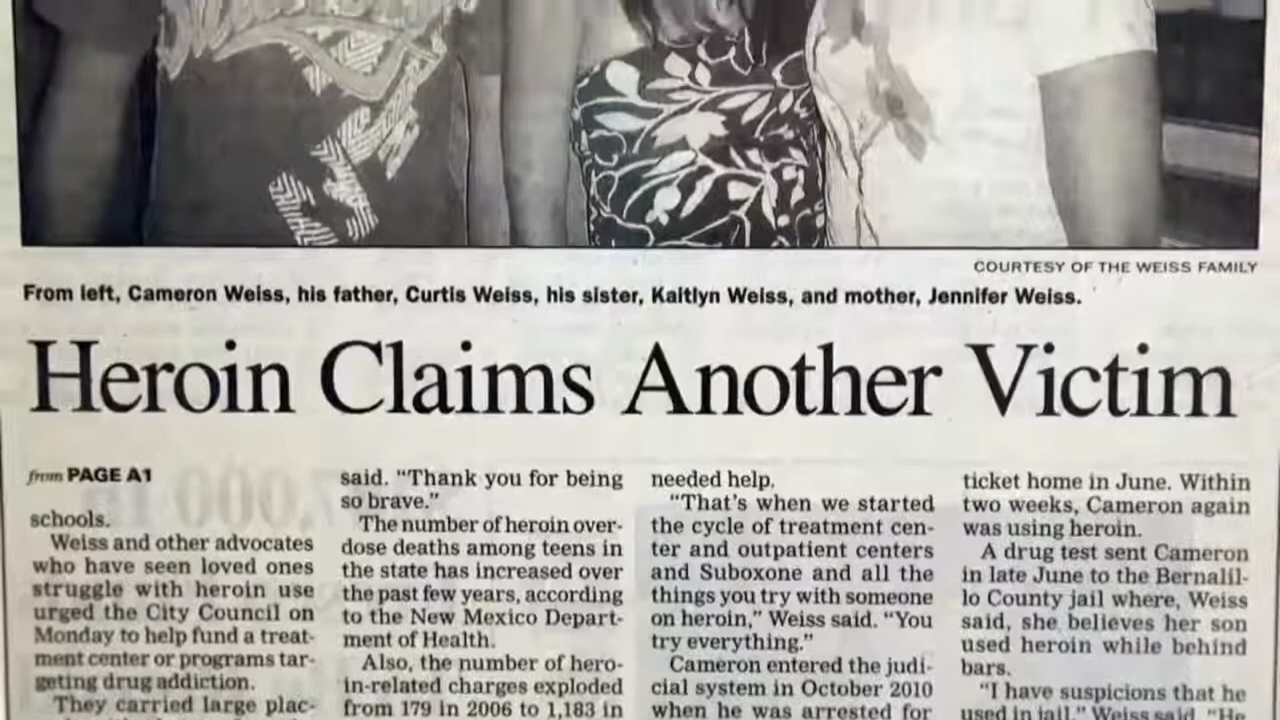 COURTESY OF THE WEISS FAMILY
From left, Cameron Weiss, his father, Curtis Weiss, his sister, Kaitlyn Weiss, and mother, Jennifer Weiss.
Heroin Claims Another Victim
from PAGE A1
schools.
Weiss and other advocates
who have seen loved ones
struggle with heroin use
urged the City Council on
Monday to help fund a treat-
ment center or programs tar-
geting drug addiction.
They carried large plac-
said. “Thank you for being
so brave.”
The number of heroin over-
dose deaths among teens in
the state has increased over
the past few years, according
to the New Mexico Depart-
ment of Health.
Also, the number of hero-
in-related charges exploded
from 179 in 2006 to 1,183 in
needed help.
“That’s when we started
the cycle of treatment cen-
ter and outpatient centers
and Suboxone and all the
things you try with someone
on heroin,” Weiss said. “You
try everything.”
Cameron entered the judi-
cial system in October 2010
when he was arrested for
ticket home in June. Within
two weeks, Cameron again
was using heroin.
A drug test sent Cameron
in late June to the Bernalil-
lo County jail where, Weiss
said, she believes her son
used heroin while behind
bars.
“I have suspicions that he
used in jail,” Weiss said. “He